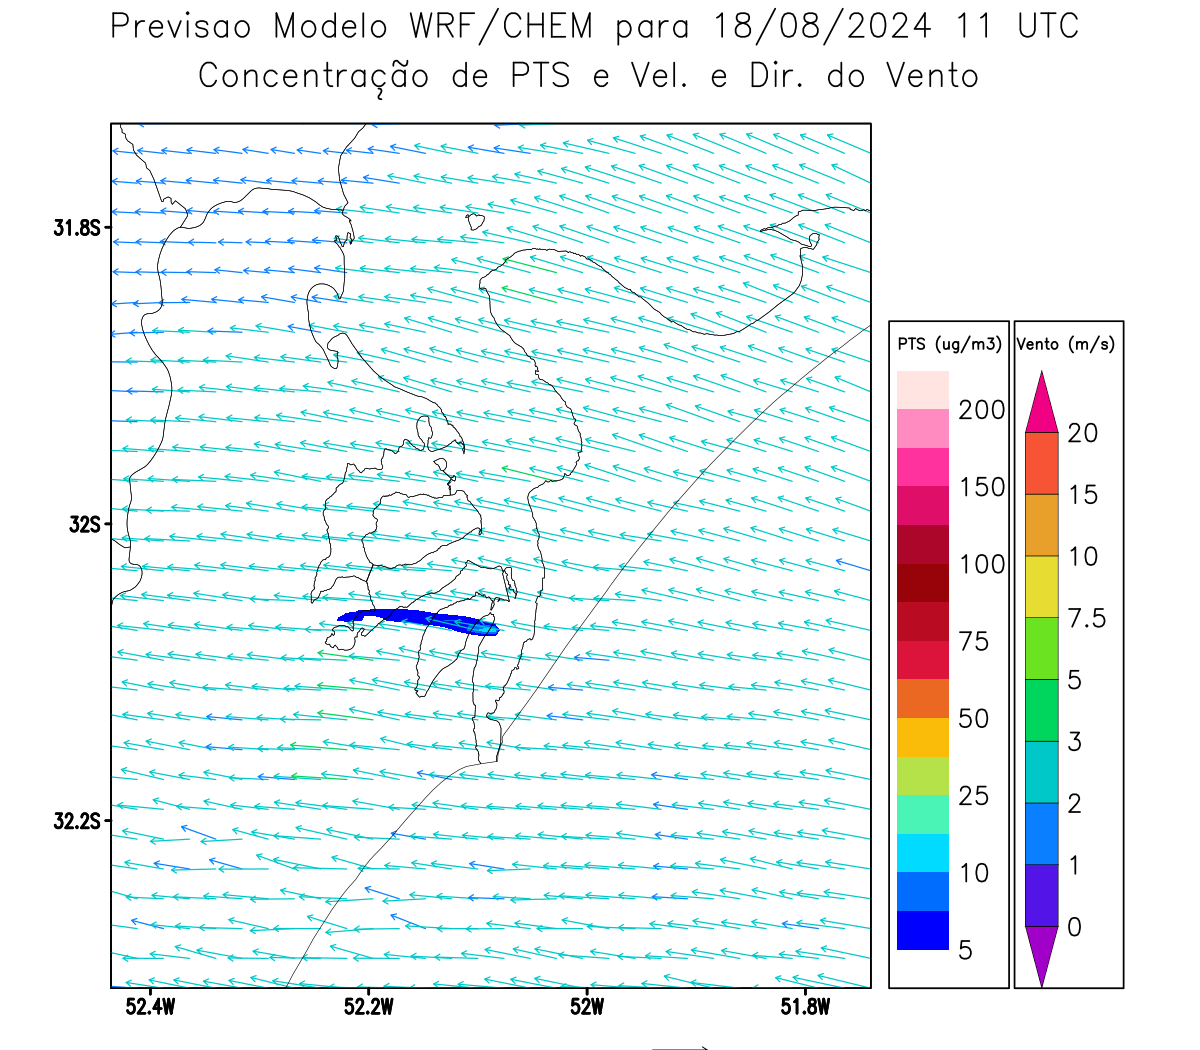 Previsao Modelo WRF/CHEM para 18/08/2024 11 UTC
Concentração de PTS e Vel. e Dir. do Vento
31.8S
32S
32.2S
52.4W
52.2W
52W
51.8W
PTS (ug/m3)
200
150
100
75
50
25
10
5
Vento (m/s)
20
15
10
7.5
5
3
2
1
0